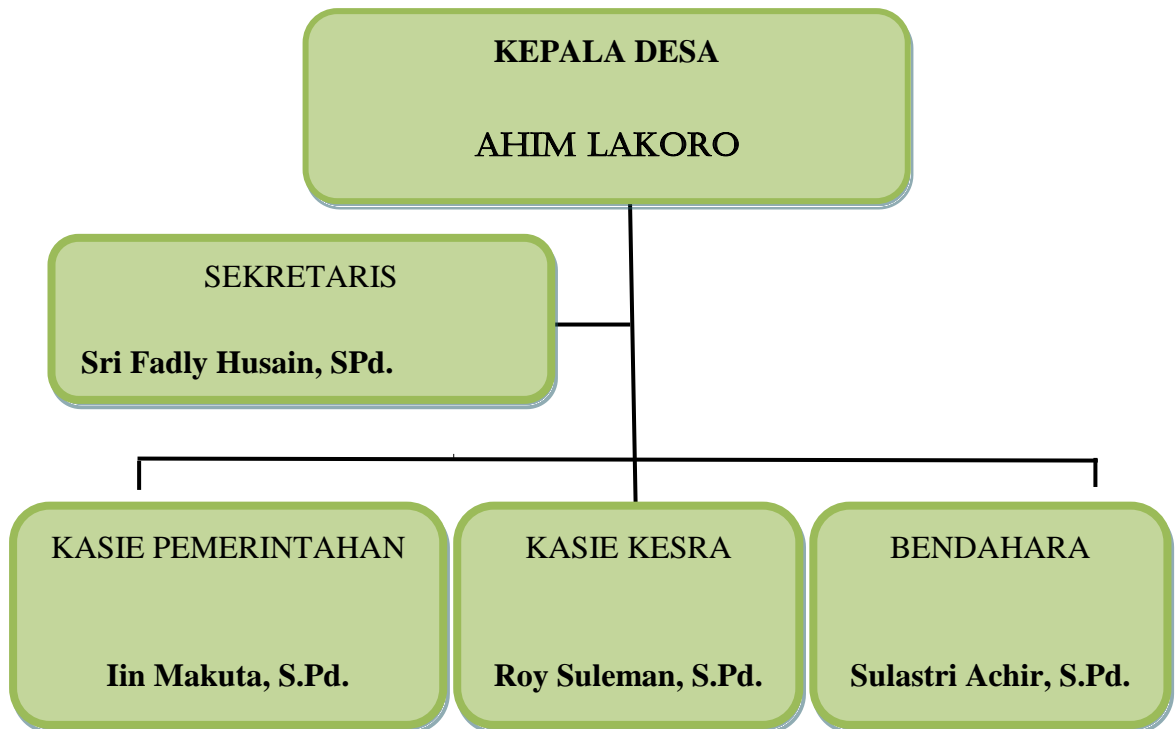 KEPALA DESA
AHIM LAKORO
SEKRETARIS
Sri Fadly Husain, SPd.
KASIE PEMERINTAHAN
Iin Makuta, S.Pd.
KASIE KESRA
Roy Suleman, S.Pd.
BENDAHARA
Sulastri Achir, S.Pd.